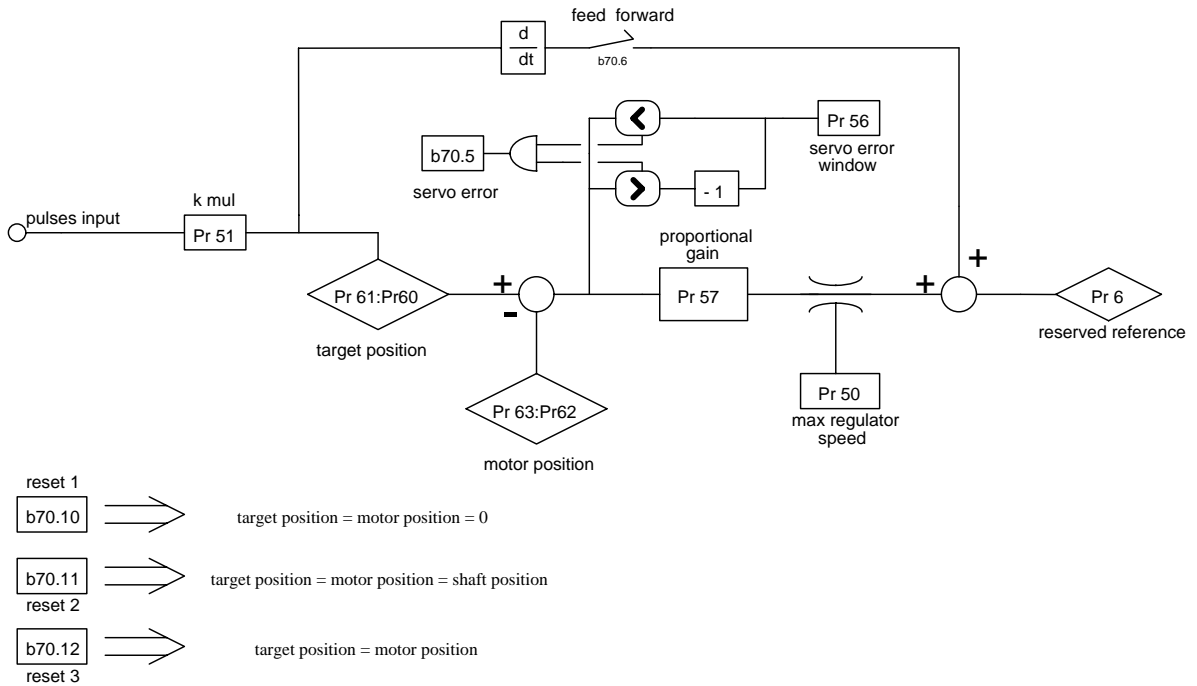 feed forward
d
dt
b70.6
Pr 56
servo error
window
b70.5
servo error
- 1
k mul
pulses input
Pr 51
proportional
gain
+
Pr 61:Pr60
+
-
Pr 57
+
Pr 6
target position
reserved reference
Pr 63:Pr62
Pr 50
max regulator
speed
motor position
reset 1
b70.10
target position = motor position = 0
b70.11
target position = motor position = shaft position
reset 2
b70.12
target position = motor position
reset 3